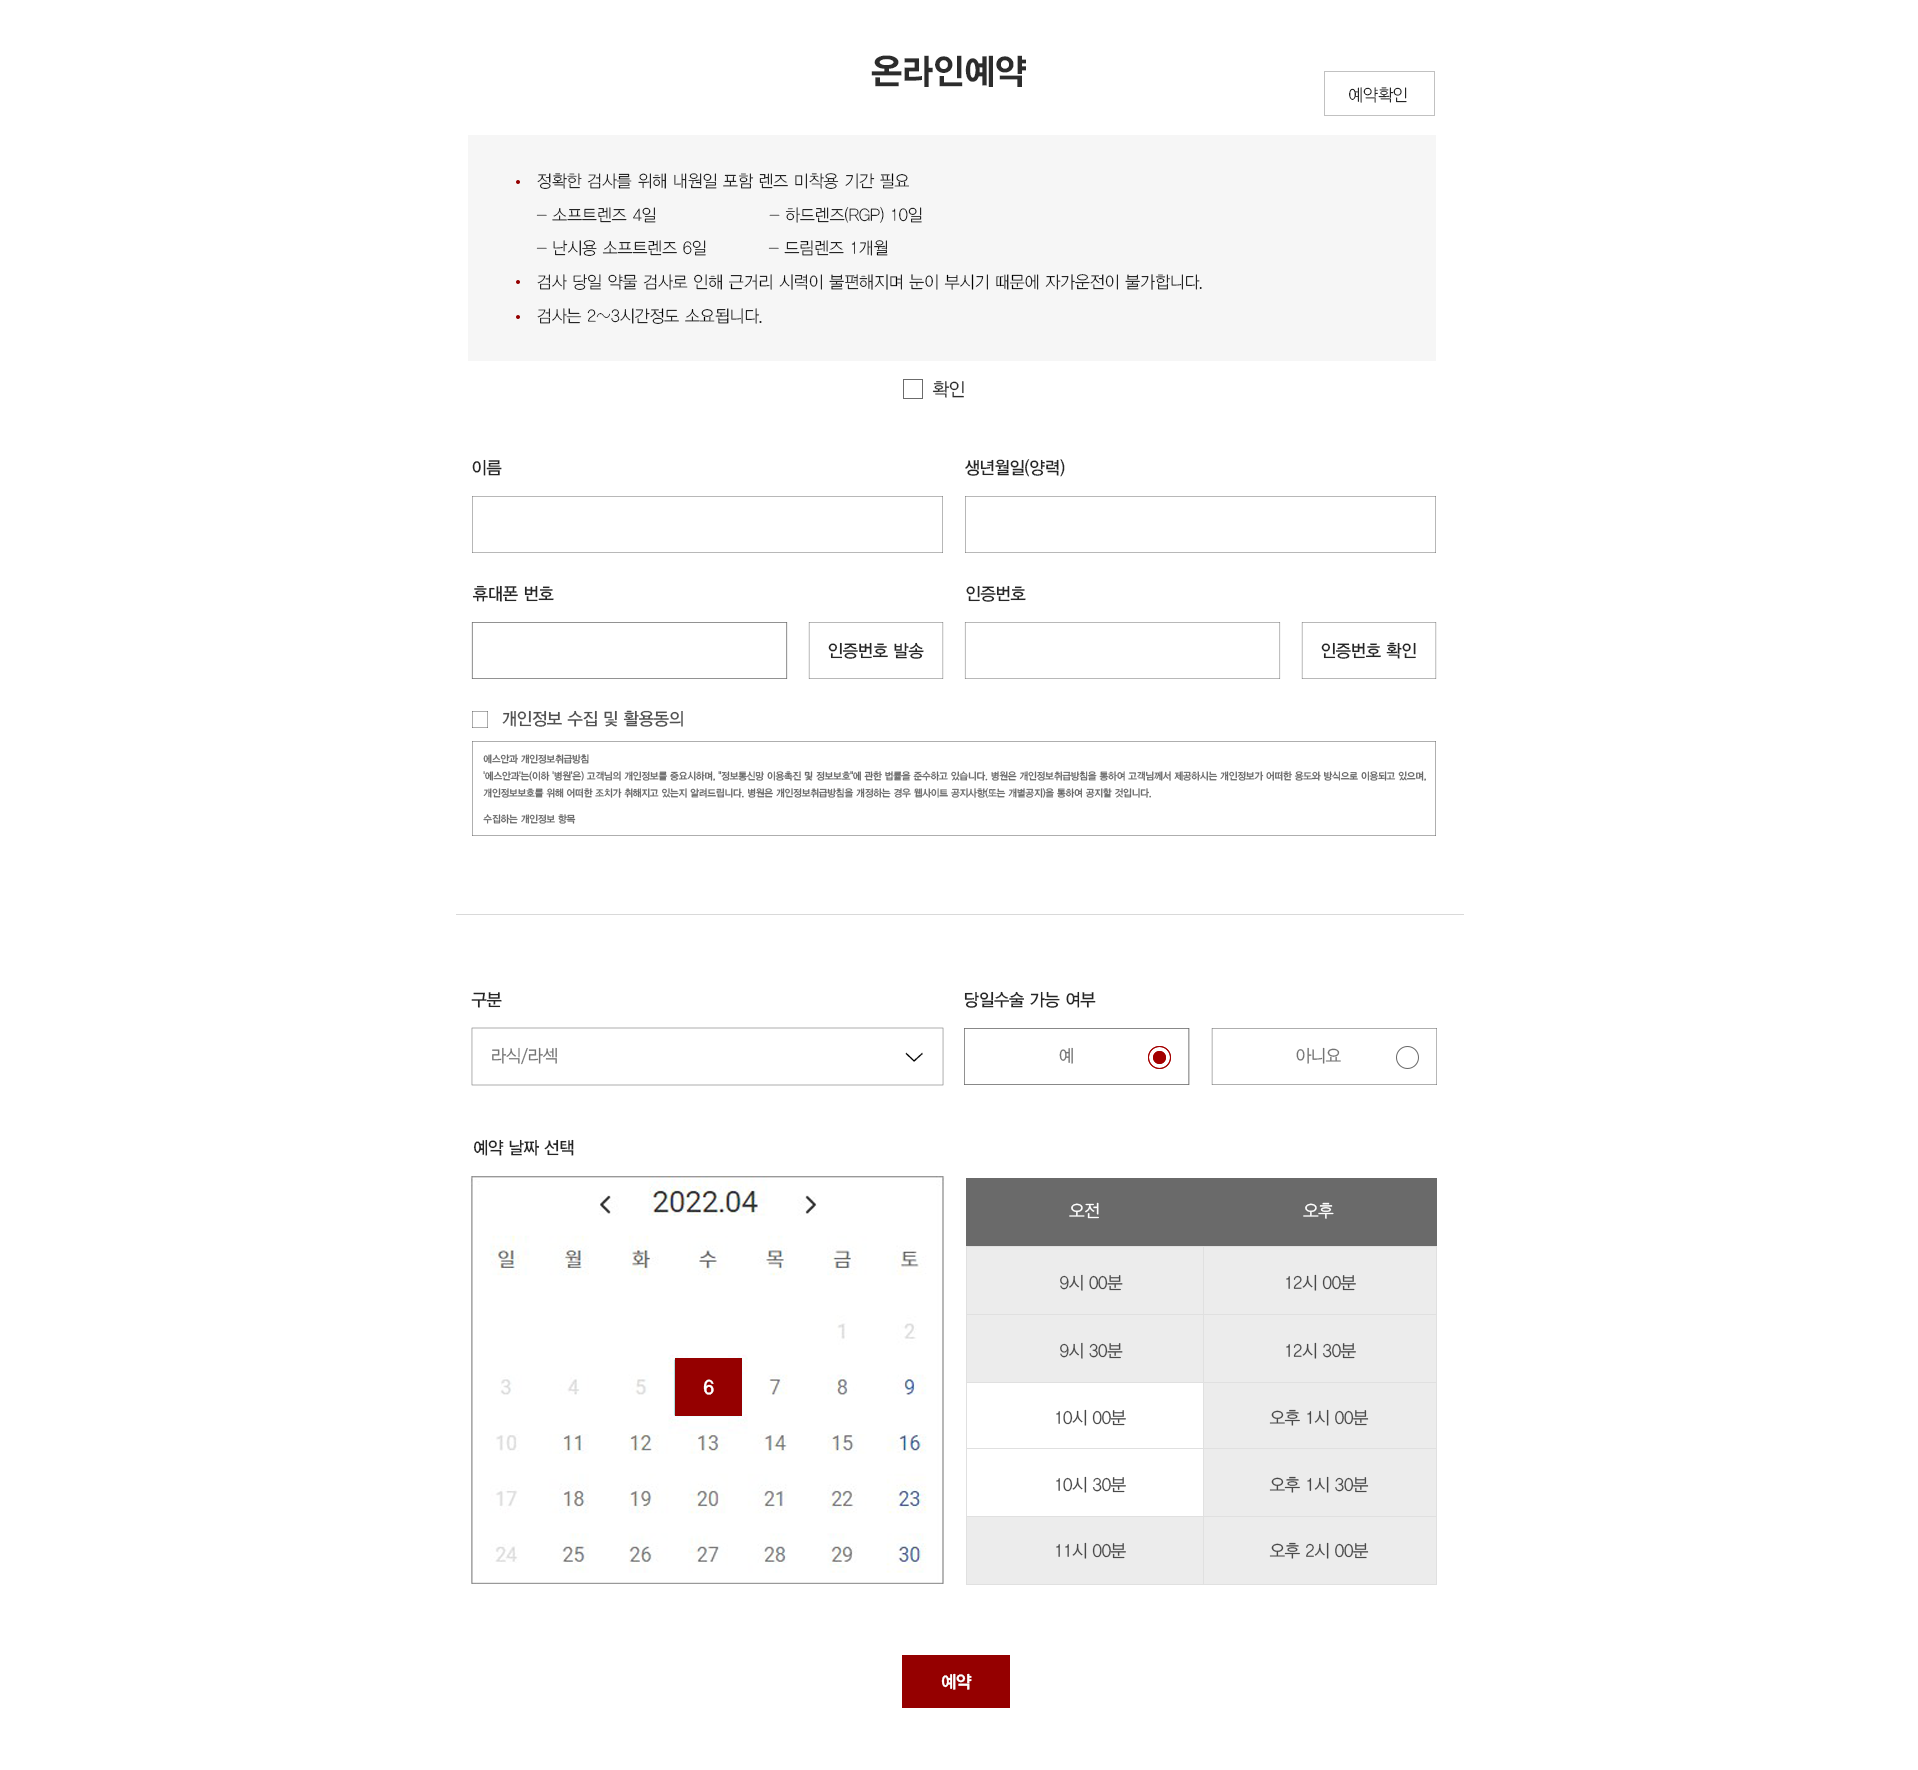 온라인예약
예약확인
• 정확한 검사를 위해 내원일 포함 렌즈 미착용 기간 필요
– 소프트렌즈 4일 – 하드렌즈(RGP) 10일
– 난시용 소프트렌즈 6일 – 드림렌즈 1개월
• 검사 당일 약물 검사로 인해 근거리 시력이 불편해지며 눈이 부시기 때문에 자가운전이 불가합니다.
• 검사는 2~3시간정도 소요됩니다.
확인
이름 생년월일(양력)
휴대폰 번호 인증번호
인증번호 발송 인증번호 확인
개인정보 수집 및 활용동의
에스안과 개인정보취급방침
'에스안과'는(이하 '병원'은) 고객님의 개인정보를 중요시하며, "정보통신망 이용촉진 및 정보보호"에 관한 법률을 준수하고 있습니다. 병원은 개인정보취급방침을 통하여 고객님께서 제공하시는 개인정보가 어떠한 용도와 방식으로 이용되고 있으며,
개인정보보호를 위해 어떠한 조치가 취해지고 있는지 알려드립니다. 병원은 개인정보취급방침을 개정하는 경우 웹사이트 공지사항(또는 개별공지)을 통하여 공지할 것입니다.
수집하는 개인정보 항목
구분 당일수술 가능 여부
라식/라섹 예 아니요
예약 날짜 선택
2022.04
일 월 화 수 목 금 토
1 2
3 4 5 6 7 8 9
10 11 12 13 14 15 16
17 18 19 20 21 22 23
24 25 26 27 28 29 30
오전 오후
9시 00분 12시 00분
9시 30분 12시 30분
10시 00분 오후 1시 00분
10시 30분 오후 1시 30분
11시 00분 오후 2시 00분
예약